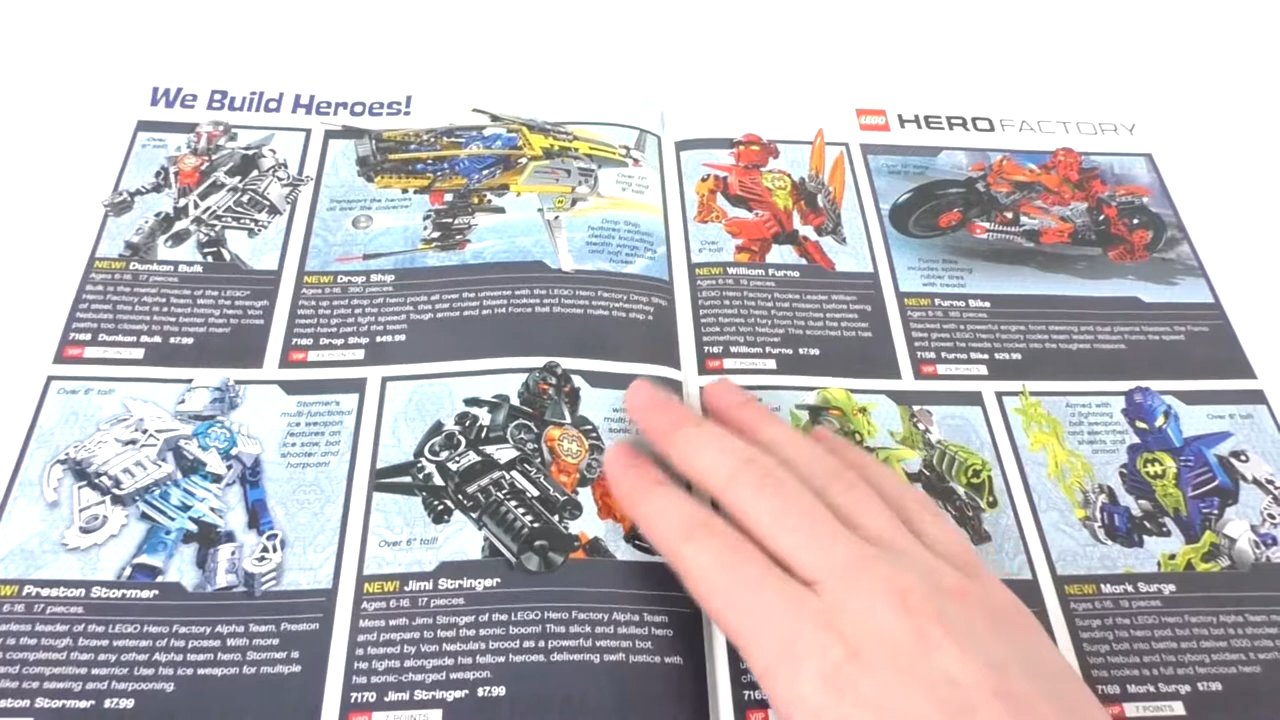 We Build Heroes!
LEGO HERO FACTORY
Over
6" tall!
NEW! Dunkan Bulk
Ages 6-16. 17 pieces.
Bulk is the metal muscle of the LEGO®
Hero Factory Alpha Team. With the strength
of steel, this bot is a hard-hitting hero. Von
Nebula's minions know better than to cross
paths too closely to this metal man!
7168 Dunkan Bulk $7.99
VIP 7 POINTS
Transport the heroes
all over the universe!
Over 17"
long and
9" tall!
Drop Ship
features realistic
details including
stealth wings, fins
and soft exhaust
hoses!
NEW! Drop Ship
Ages 9-16. 390 pieces.
Pick up and drop off hero pods all over the universe with the LEGO Hero Factory Drop Ship.
With the pilot at the controls, this star cruiser blasts rookies and heroes everywhere they
need to go—at light speed! Tough armor and an H4 Force Ball Shooter make this ship a
must-have part of the team.
7160 Drop Ship $49.99
VIP POINTS
Over
6" tall!
NEW! William Furno
Ages 6-16. 19 pieces.
LEGO Hero Factory Rookie Leader William
Furno is on his final trial mission before being
promoted to hero. Furno torches enemies
with flames of fury from his dual fire shooter.
Look out Von Nebula! This scorched bot has
something to prove!
7167 William Furno $7.99
VIP 7 POINTS
Furno Bike
includes spinning
rubber tires
with treads!
NEW! Furno Bike
Ages 8-16. 165 pieces.
Stacked with a powerful engine, front steering and dual plasma blasters, the Furno
Bike gives LEGO Hero Factory rookie team leader William Furno the speed
and power he needs to rocket into the toughest missions.
7158 Furno Bike $29.99
VIP 29 POINTS
Over 6" tall!
Stormer's
multi-functional
ice weapon
features an
ice saw, bot
shooter and
harpoon!
Preston Stormer
6-16. 17 pieces.
leader of the LEGO Hero Factory Alpha Team, Preston
is the tough, brave veteran of his posse. With more
completed than any other Alpha team hero, Stormer is
and competitive warrior. Use his ice weapon for multiple
like ice sawing and harpooning.
Stormer $7.99
Over 6" tall!
NEW! Jimi Stringer
Ages 6-16. 17 pieces.
Mess with Jimi Stringer of the LEGO Hero Factory Alpha Team
and prepare to feel the sonic boom! This slick and skilled hero
is feared by Von Nebula's brood as a powerful veteran bot.
He fights alongside his fellow heroes, delivering swift justice with
his sonic-charged weapon.
7170 Jimi Stringer $7.99
VIP 7 POINTS
VIP
Armed with
a lightning
bolt weapon
and electrified
shields and
armor!
Over 6" tall!
NEW! Mark Surge
Ages 6-16. 19 pieces.
Surge of the LEGO Hero Factory Alpha Team
landing his hero pod, but this bot is a shocker
Surge bolt into battle and deliver 1000 volts
Von Nebula and his cyborg soldiers. It won't
this rookie is a full and ferocious hero!
7169 Mark Surge $7.99
VIP 7 POINTS